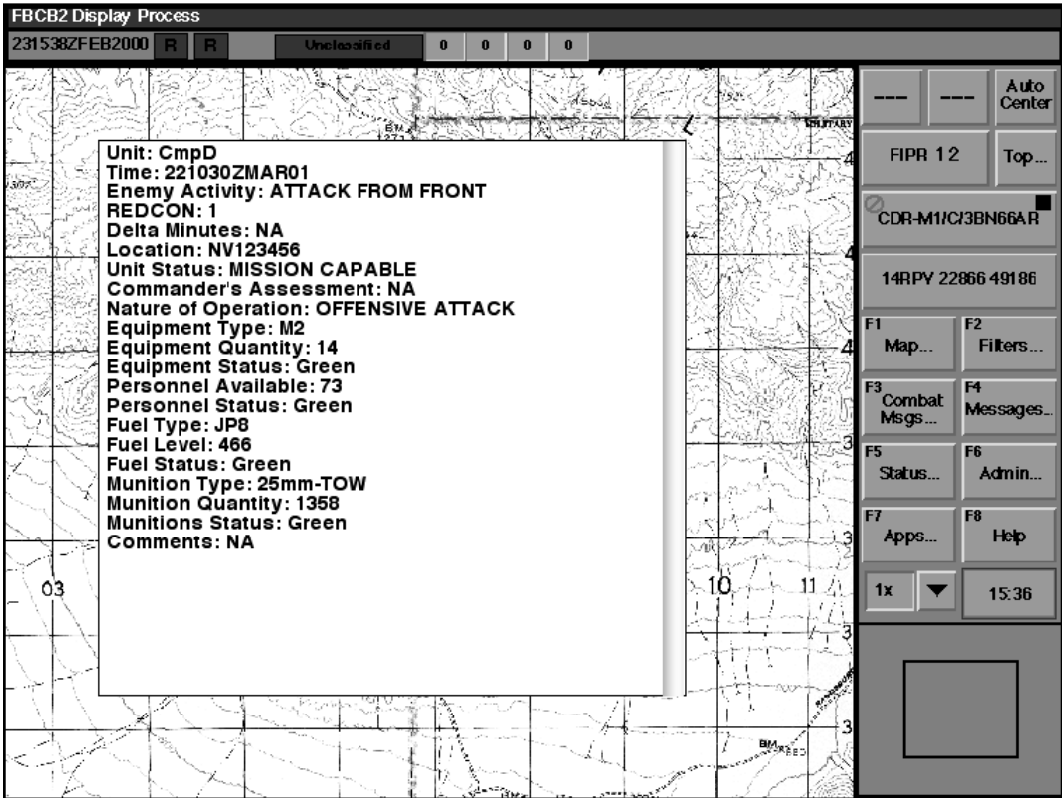 FBCB2 Display Process
231538ZFEB2000 R R Unclassified 0 0 0 0
Unit: CmpD
Time: 221030ZMAR01
Enemy Activity: ATTACK FROM FRONT
REDCON: 1
Delta Minutes: NA
Location: NV123456
Unit Status: MISSION CAPABLE
Commander's Assessment: NA
Nature of Operation: OFFENSIVE ATTACK
Equipment Type: M2
Equipment Quantity: 14
Equipment Status: Green
Personnel Available: 73
Personnel Status: Green
Fuel Type: JP8
Fuel Level: 466
Fuel Status: Green
Munition Type: 25mm-TOW
Munition Quantity: 1358
Munitions Status: Green
Comments: NA
03
10 11
--- --- Auto Center
FIPR 12 Top...
CDR-M1/C/3BN66AR
14RPV 22866 49186
F1 Map... F2 Filters...
F3 Combat Msgs... F4 Messages...
F5 Status... F6 Admin...
F7 Apps... F8 Help
1x 15:36